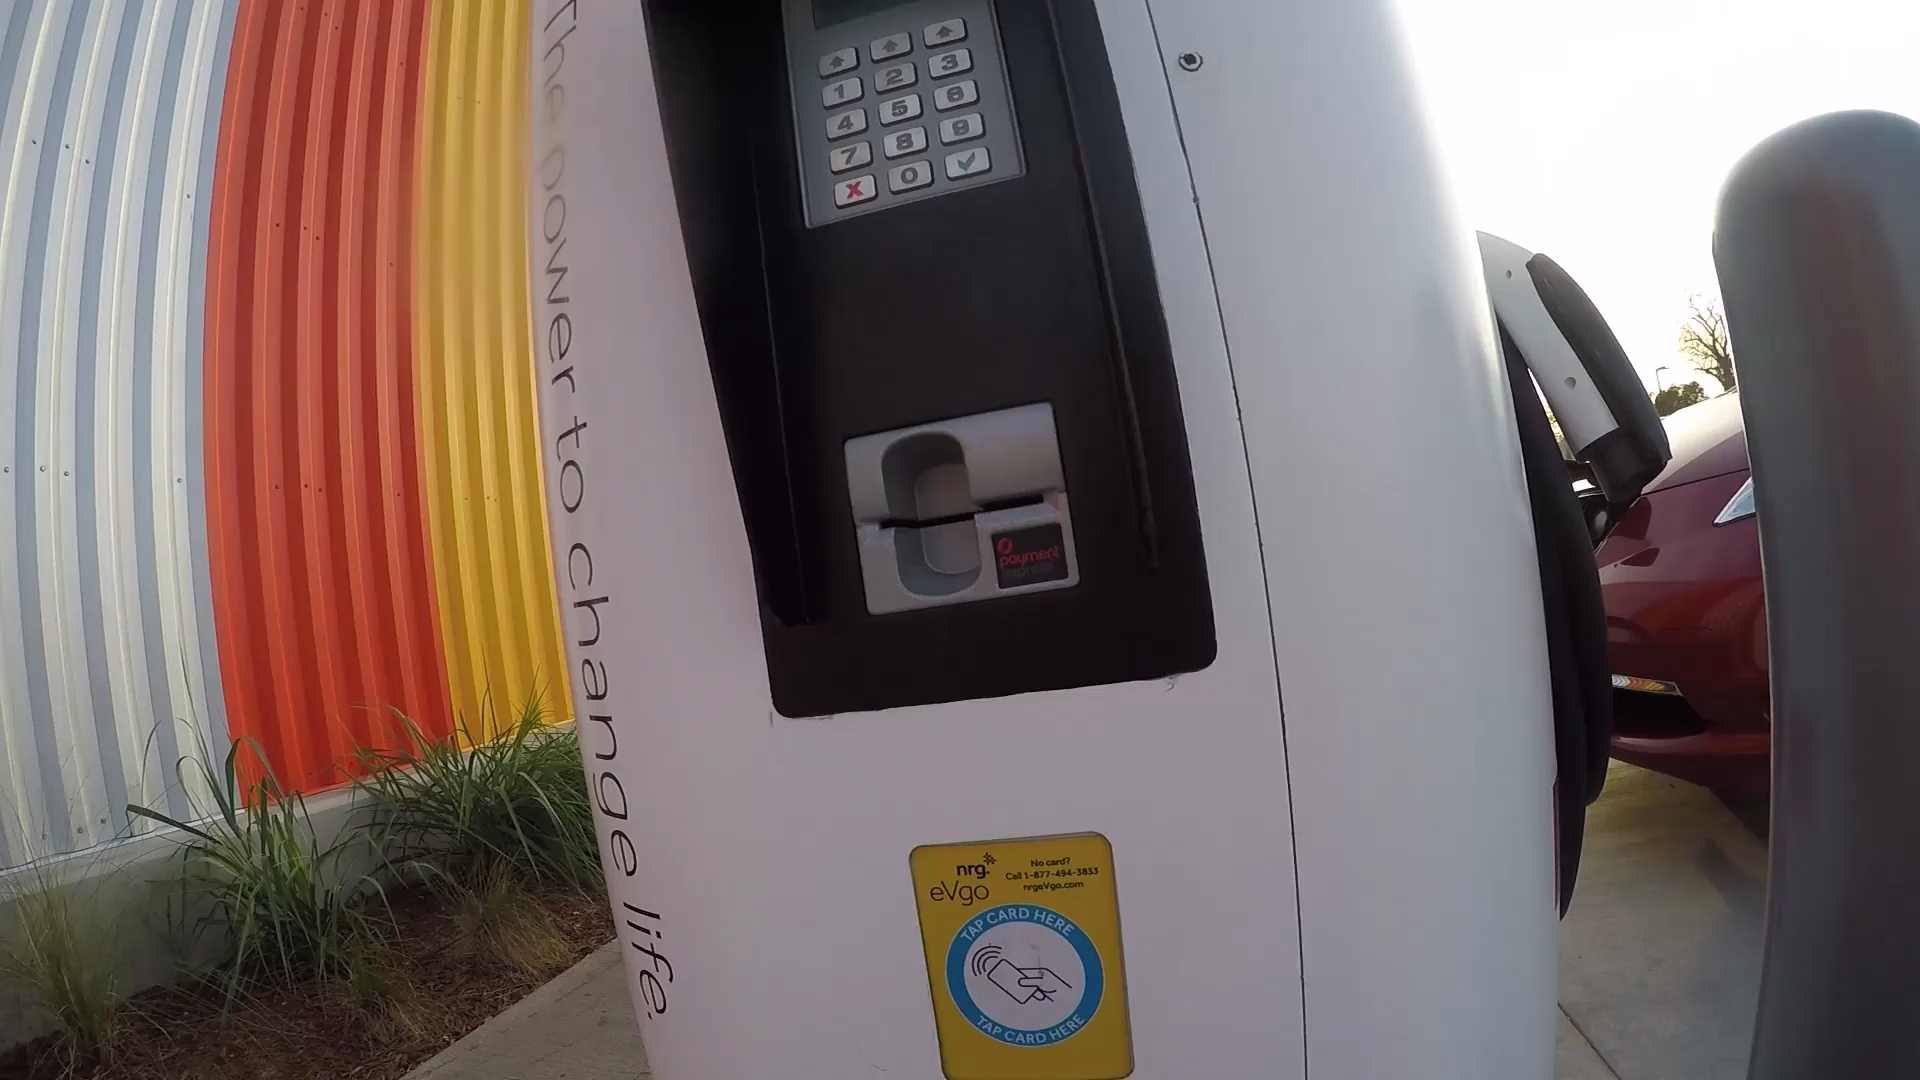 The power to change life.
1 2 3
4 5 6
7 8 9
X 0
payment
express
nrg
eVgo
No card?
Call 1-877-494-3833
nrgeVgo.com
TAP CARD HERE
TAP CARD HERE